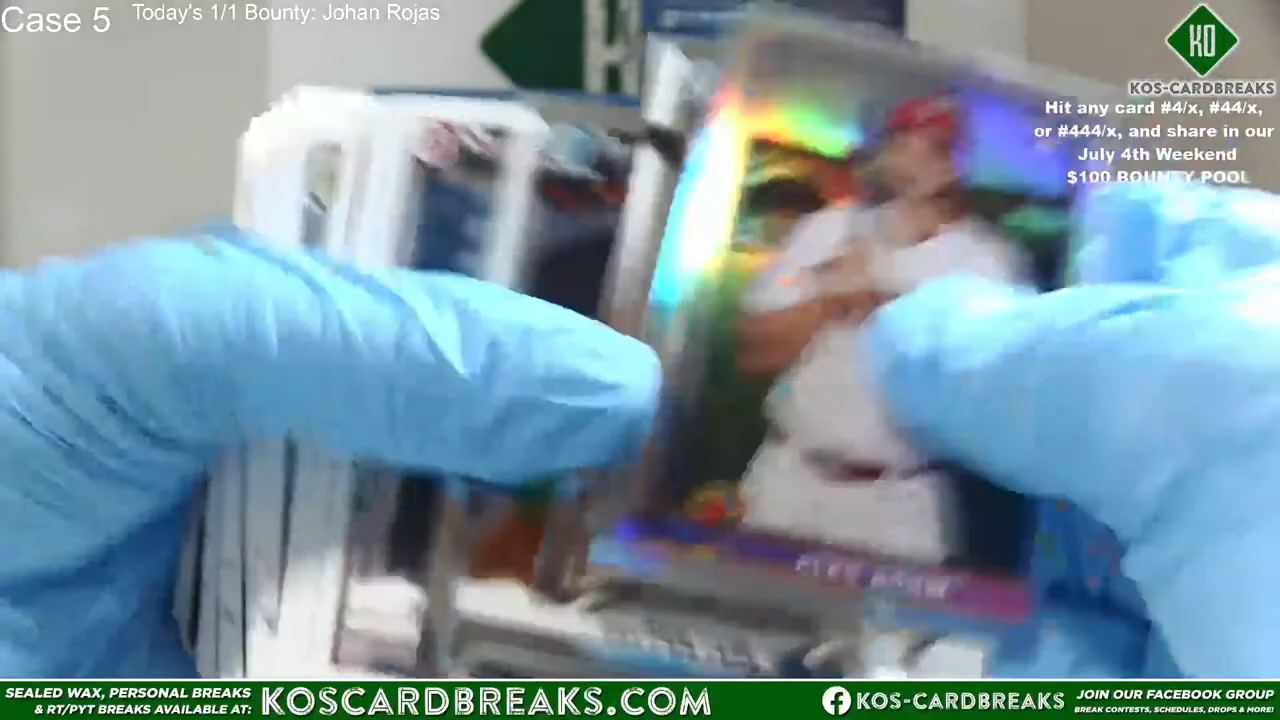 Case 5
Today's 1/1 Bounty: Johan Rojas
KO
KOS-CARDBREAKS
Hit any card #4/x, #44/x,
or #444/x, and share in our
July 4th Weekend
$100 BOUNTY POOL
SEALED WAX, PERSONAL BREAKS
& RT/PYT BREAKS AVAILABLE AT:
KOSCARDBREAKS.COM
KOS-CARDBREAKS
JOIN OUR FACEBOOK GROUP
BREAK CONTESTS, SCHEDULES, DROPS & MORE!